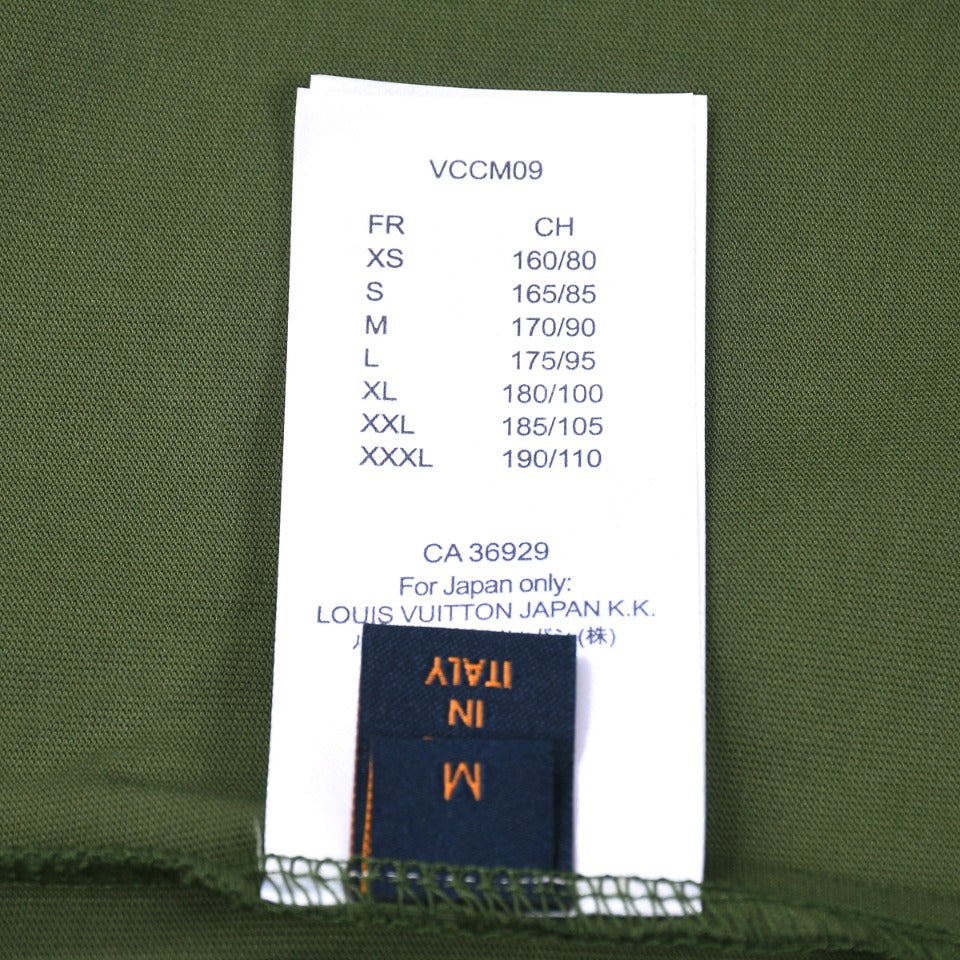 VCCM09
FR CH
XS 160/80
S 165/85
M 170/90
L 175/95
XL 180/100
XXL 185/105
XXXL 190/110
CA 36929
For Japan only:
LOUIS VUITTON JAPAN K.K.
(株)
ITALY
IN
M